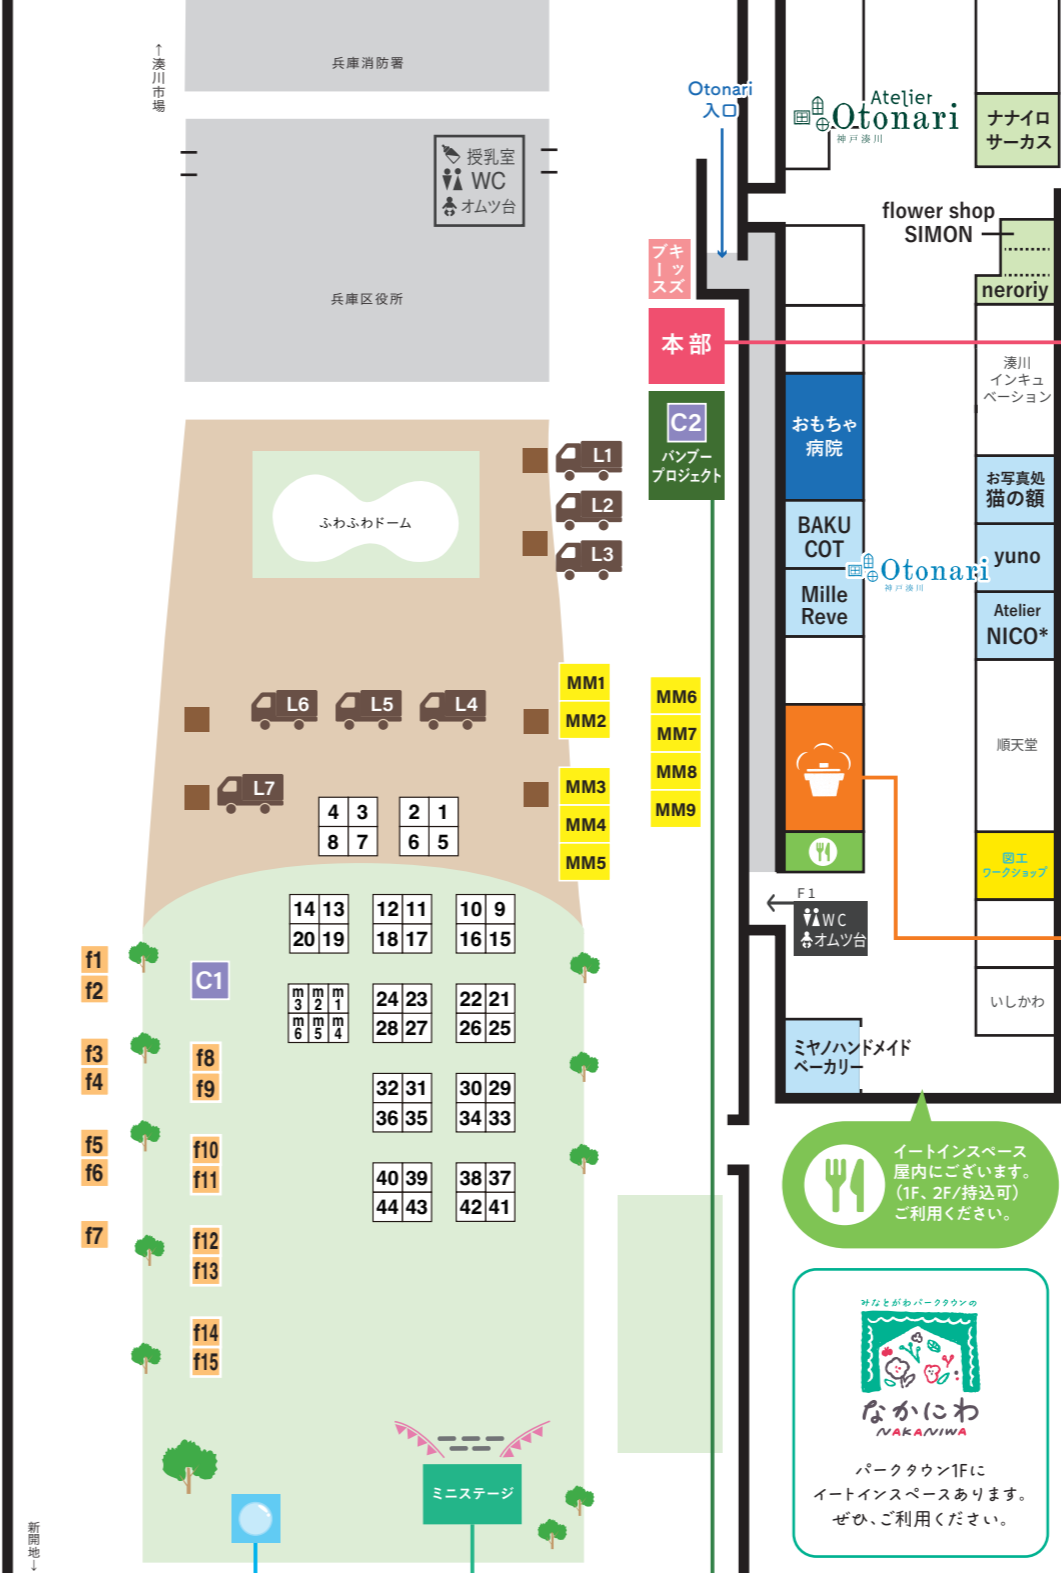 ↑湊川市場
兵庫消防署
授乳室
WC
オムツ台
兵庫区役所
Otonari
入口
Atelier
Otonari
神戸湊川
ナナイロ
サーカス
flower shop
SIMON
neroriy
キッズ
ブース
本部
C2
バンブー
プロジェクト
湊川
インキュ
ベーション
おもちゃ
病院
お写真処
猫の額
BAKU
COT
Otonari
神戸湊川
yuno
Mille
Reve
Atelier
NICO*
順天堂
図工
ワークショップ
いしかわ
F1
WC
オムツ台
ミヤノハンドメイド
ベーカリー
ふわふわドーム
L1
L2
L3
L6 L5 L4
L7
MM1
MM2
MM3
MM4
MM5
MM6
MM7
MM8
MM9
4 3 2 1
8 7 6 5
14 13 12 11 10 9
20 19 18 17 16 15
m3 m2 m1 24 23 22 21
m6 m5 m4 28 27 26 25
32 31 30 29
36 35 34 33
40 39 38 37
44 43 42 41
C1
f1
f2
f3
f4
f5
f6
f7
f8
f9
f10
f11
f12
f13
f14
f15
ミニステージ
新開地↓
イートインスペース
屋内にございます。
(1F、2F/持込可)
ご利用ください。
みなとがわパークタウンの
なかにわ
NAKANIWA
パークタウン1Fに
イートインスペースあります。
ぜひ、ご利用ください。